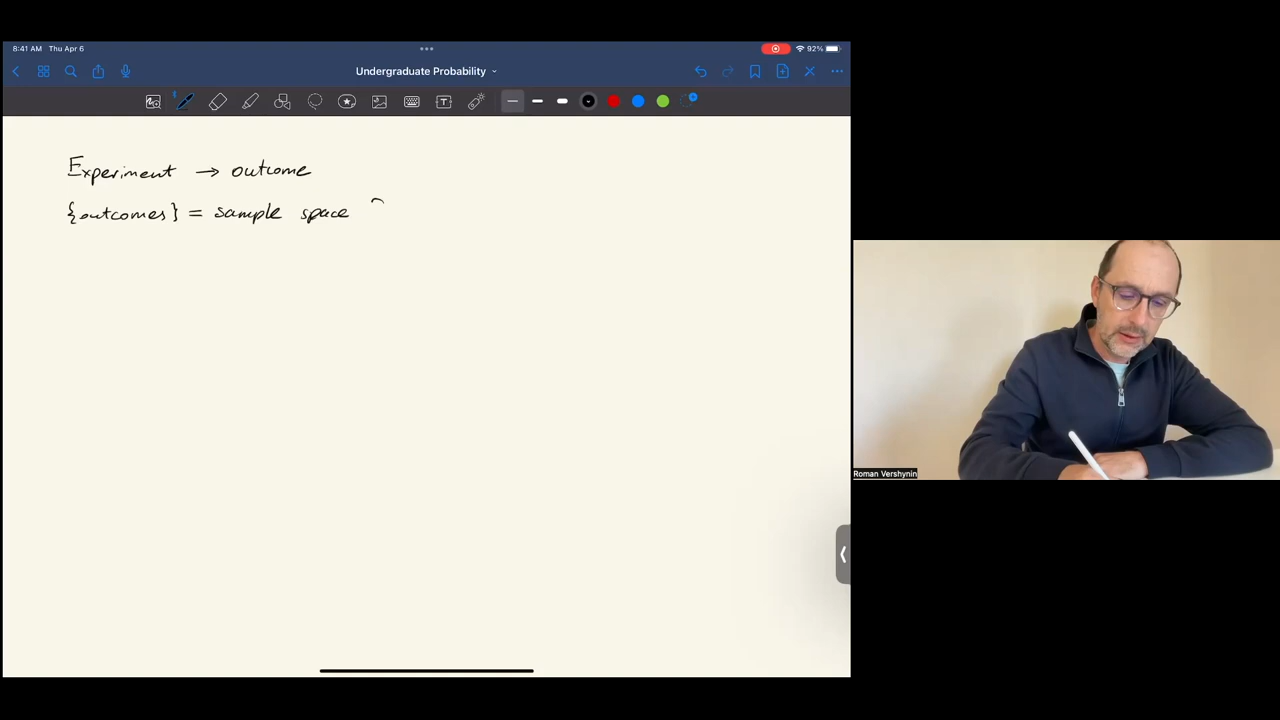 8:41 AM Thu Apr 6
92%
Undergraduate Probability
Experiment → outcome
{outcomes} = sample space
Roman Vershynin